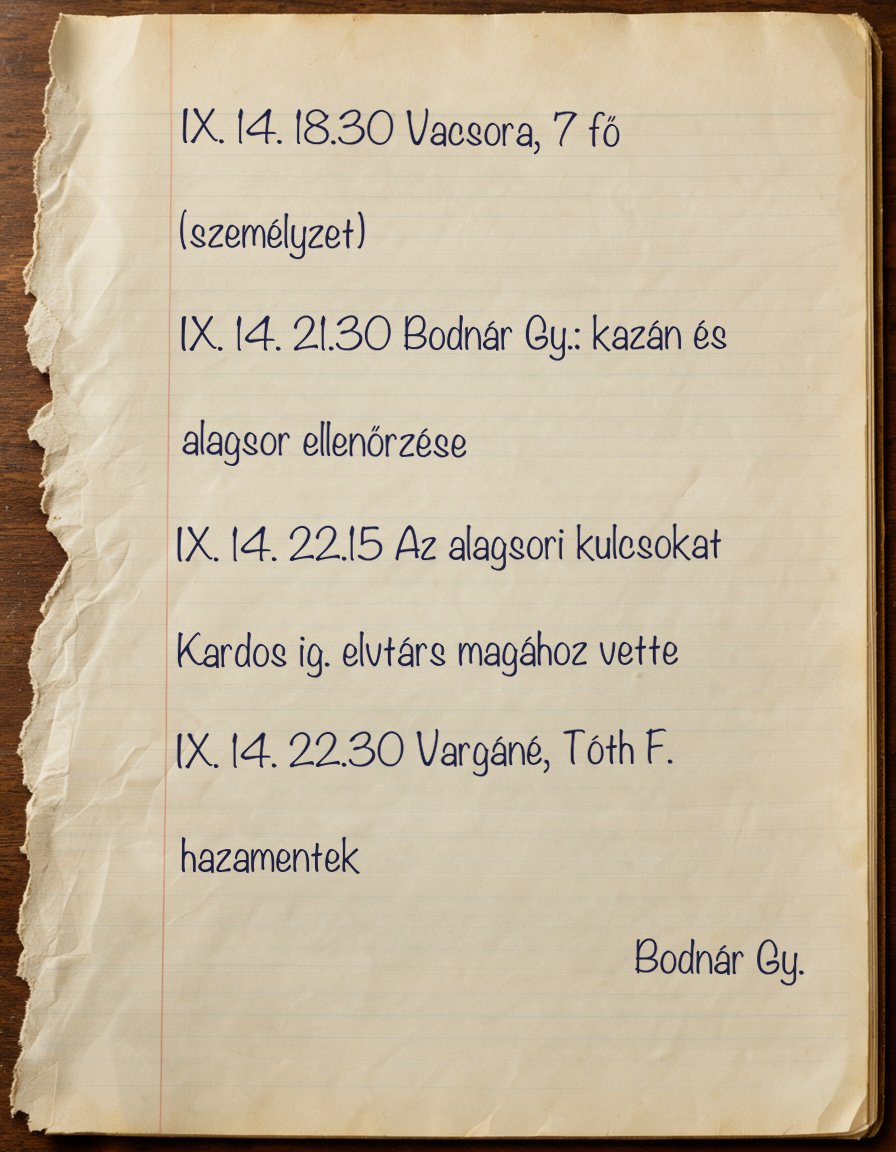 IX. 14. 18.30 Vacsora, 7 fő
(személyzet)
IX. 14. 21.30 Bodnár Gy.: kazán és
alagsor ellenőrzése
IX. 14. 22.15 Az alagsori kulcsokat
Kardos ig. elvtárs magához vette
IX. 14. 22.30 Vargáné, Tóth F.
hazamentek
Bodnár Gy.